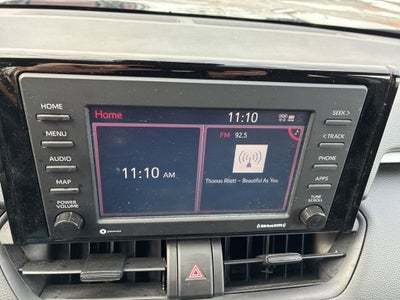 HOME
MENU
AUDIO
MAP
POWER
VOLUME
Home
11:10
11:10 AM
FM 92.5
Thomas Rhett - Beautiful As You
SEEK >
< TRACK
PHONE
APPS
TUNE
SCROLL
((SiriusXM))